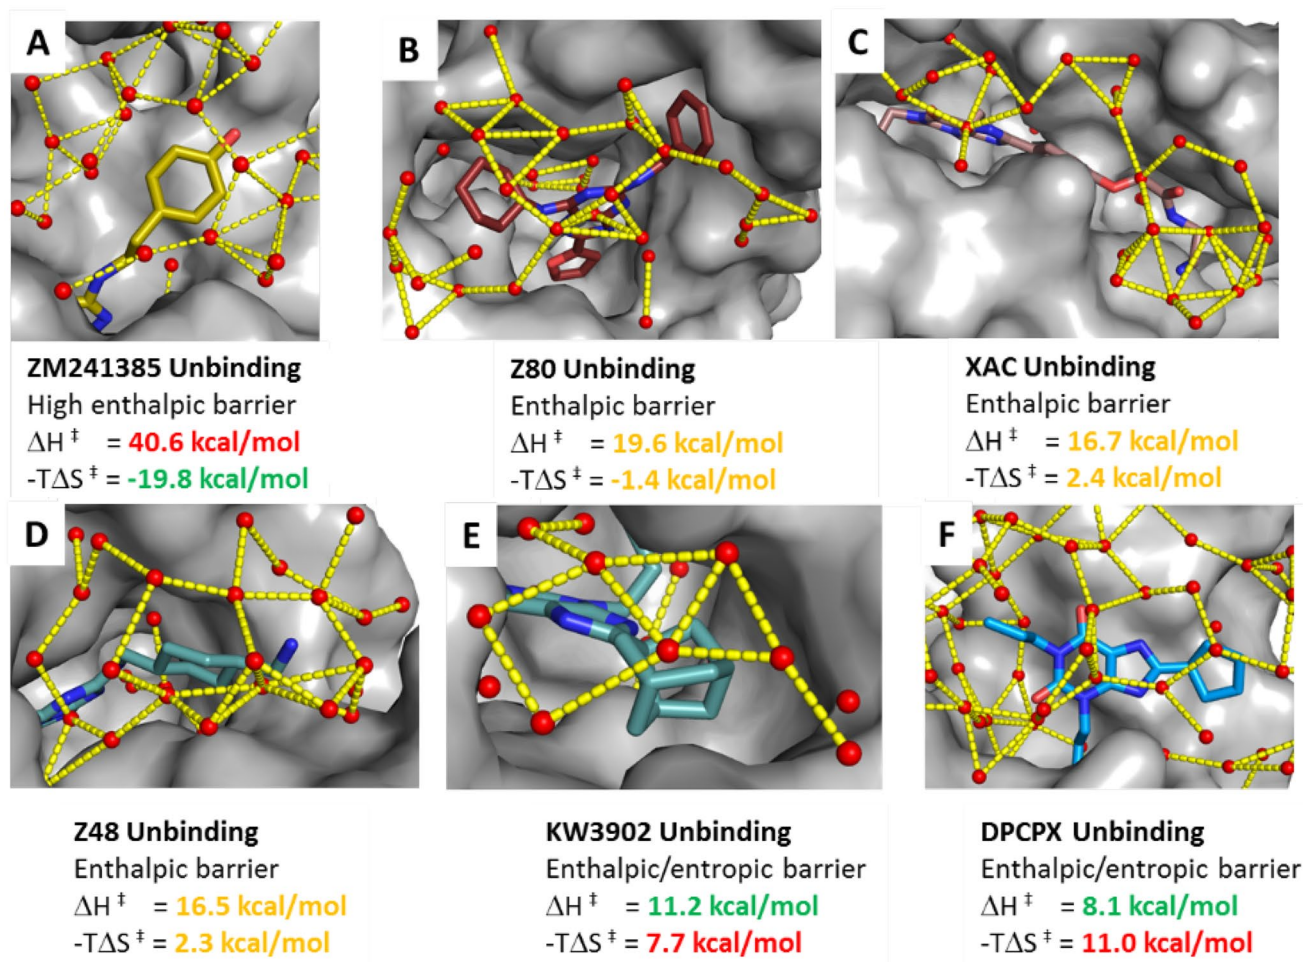 A
B
C
ZM241385 Unbinding
High enthalpic barrier
ΔH ‡ = 40.6 kcal/mol
-TΔS ‡ = -19.8 kcal/mol
Z80 Unbinding
Enthalpic barrier
ΔH ‡ = 19.6 kcal/mol
-TΔS ‡ = -1.4 kcal/mol
XAC Unbinding
Enthalpic barrier
ΔH ‡ = 16.7 kcal/mol
-TΔS ‡ = 2.4 kcal/mol
D
E
F
Z48 Unbinding
Enthalpic barrier
ΔH ‡ = 16.5 kcal/mol
-TΔS ‡ = 2.3 kcal/mol
KW3902 Unbinding
Enthalpic/entropic barrier
ΔH ‡ = 11.2 kcal/mol
-TΔS ‡ = 7.7 kcal/mol
DPCPX Unbinding
Enthalpic/entropic barrier
ΔH ‡ = 8.1 kcal/mol
-TΔS ‡ = 11.0 kcal/mol